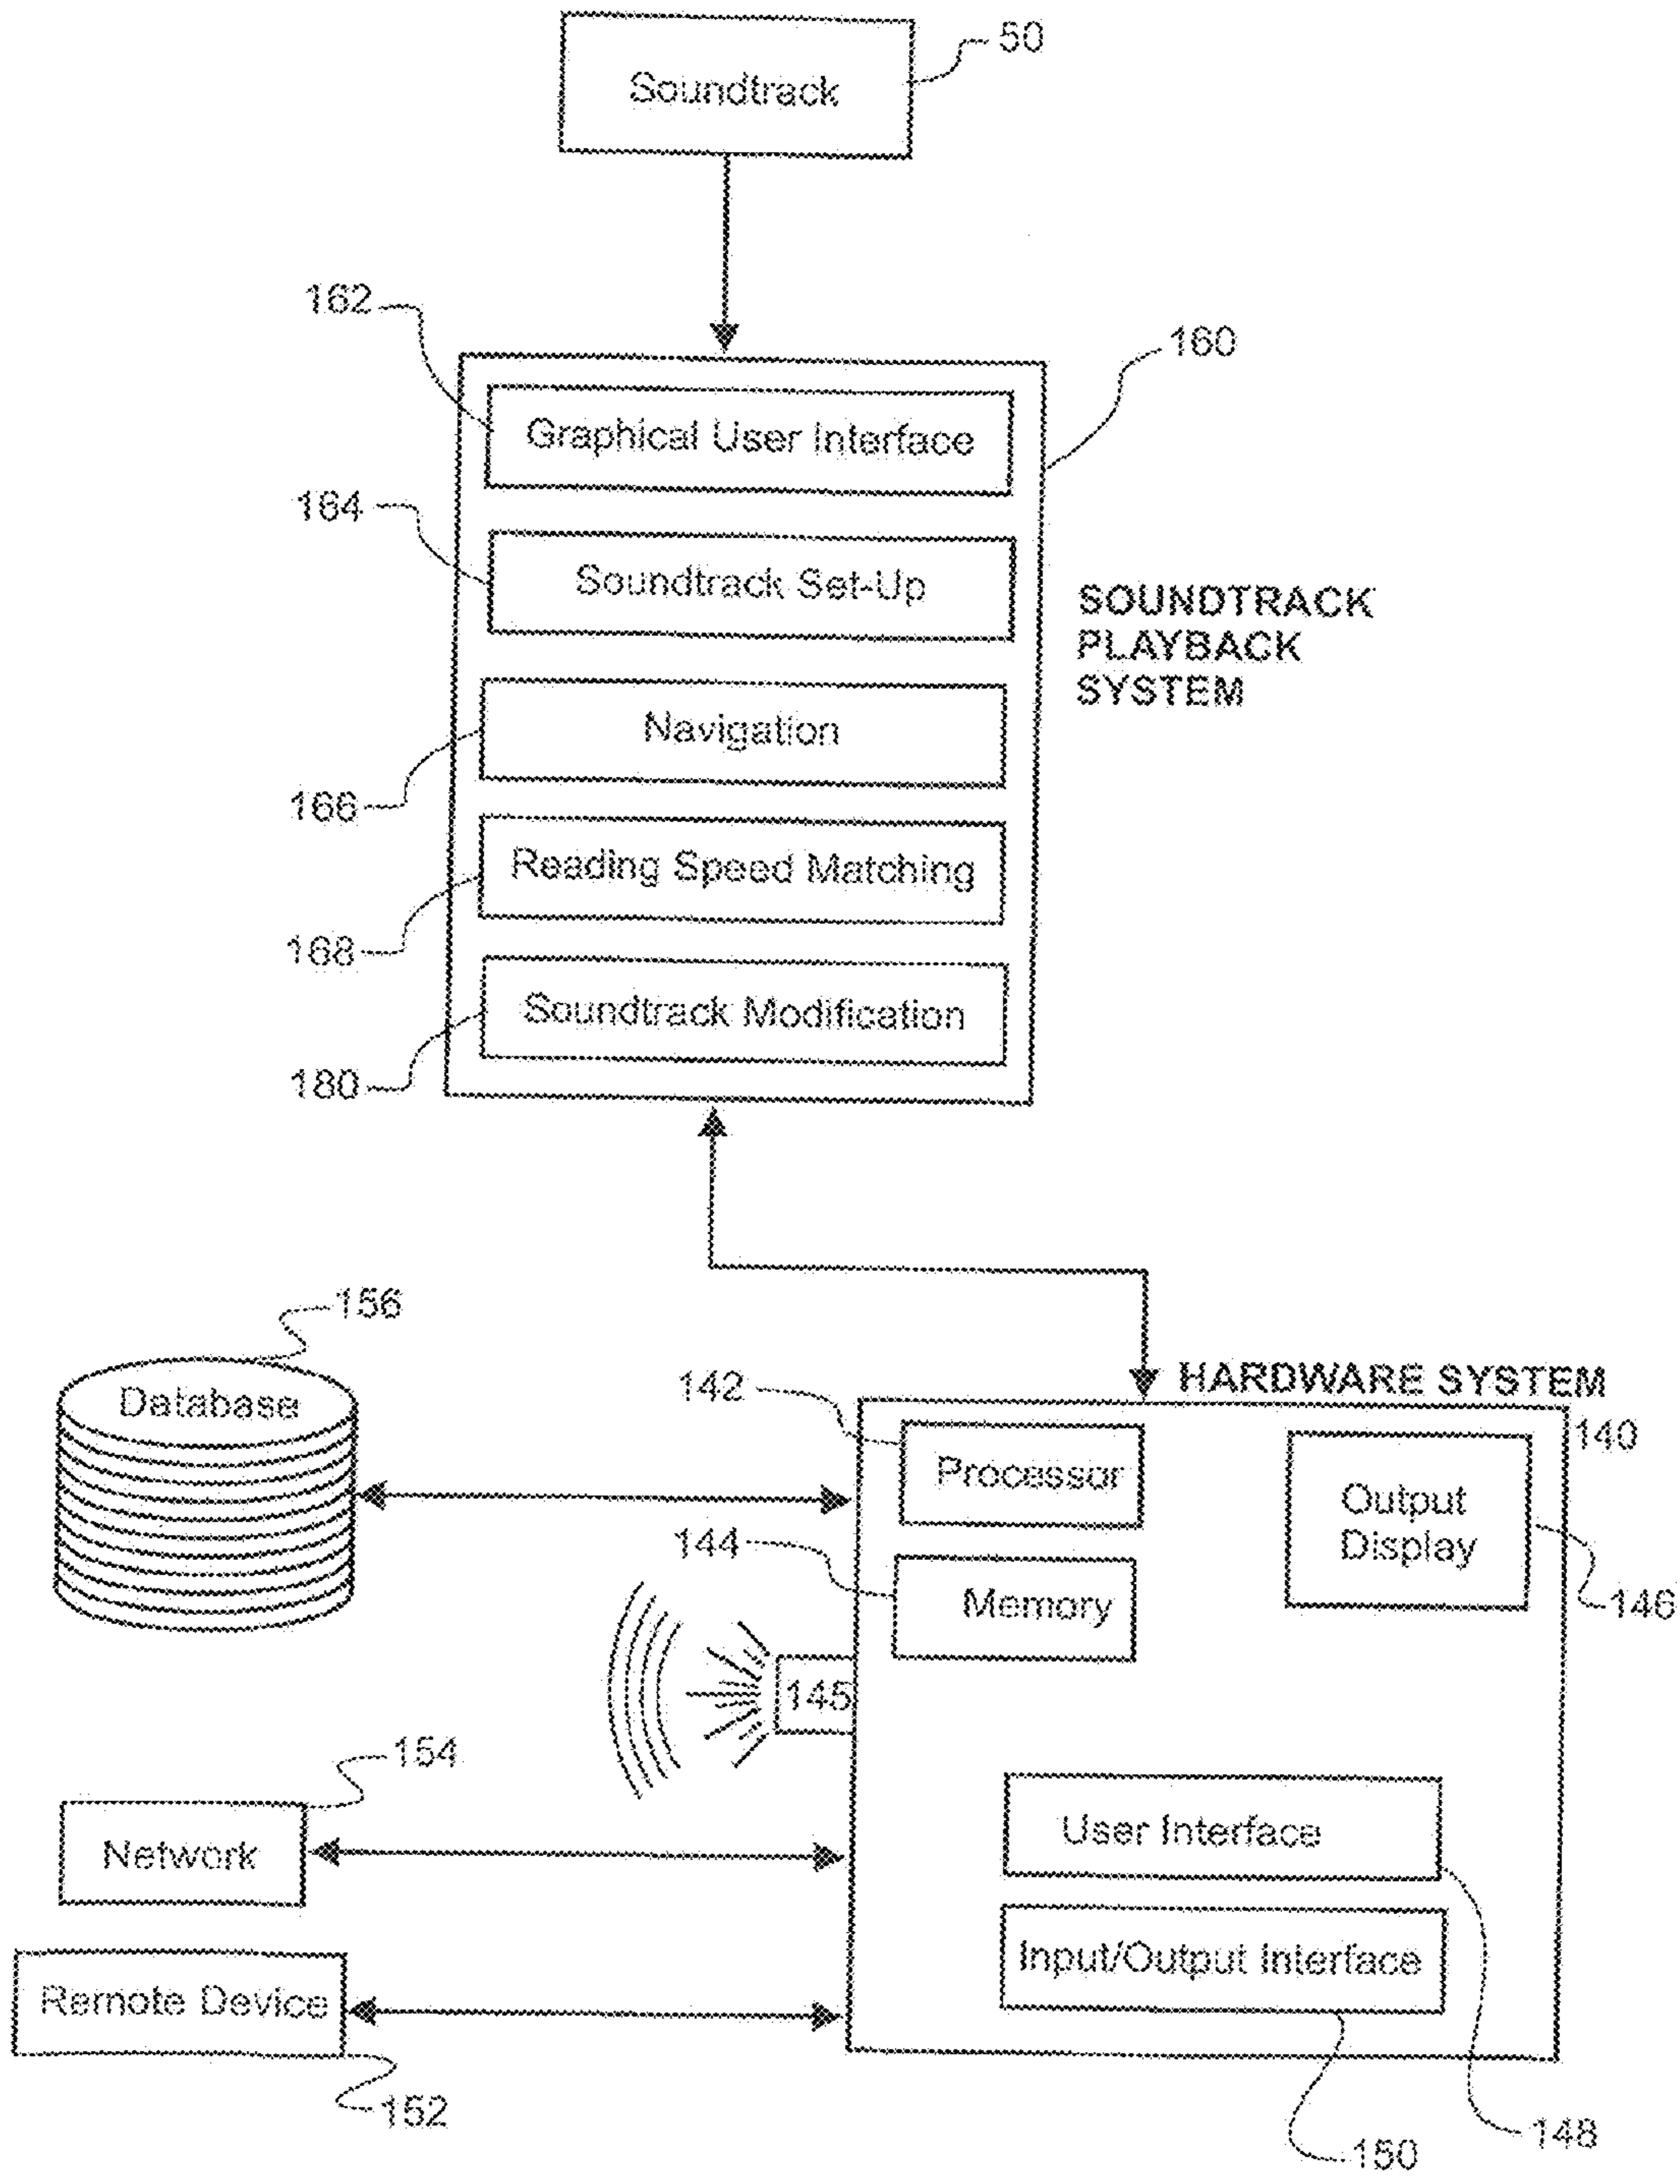 50
Soundtrack
162
160
Graphical User Interface
164
Soundtrack Set-Up
SOUNDTRACK
PLAYBACK
SYSTEM
Navigation
166
Reading Speed Matching
168
Soundtrack Modification
180
156
Database
HARDWARE SYSTEM
142
140
Processor
Output
Display
144
146
Memory
145
154
Network
User Interface
Input/Output Interface
Remote Device
152
148
150